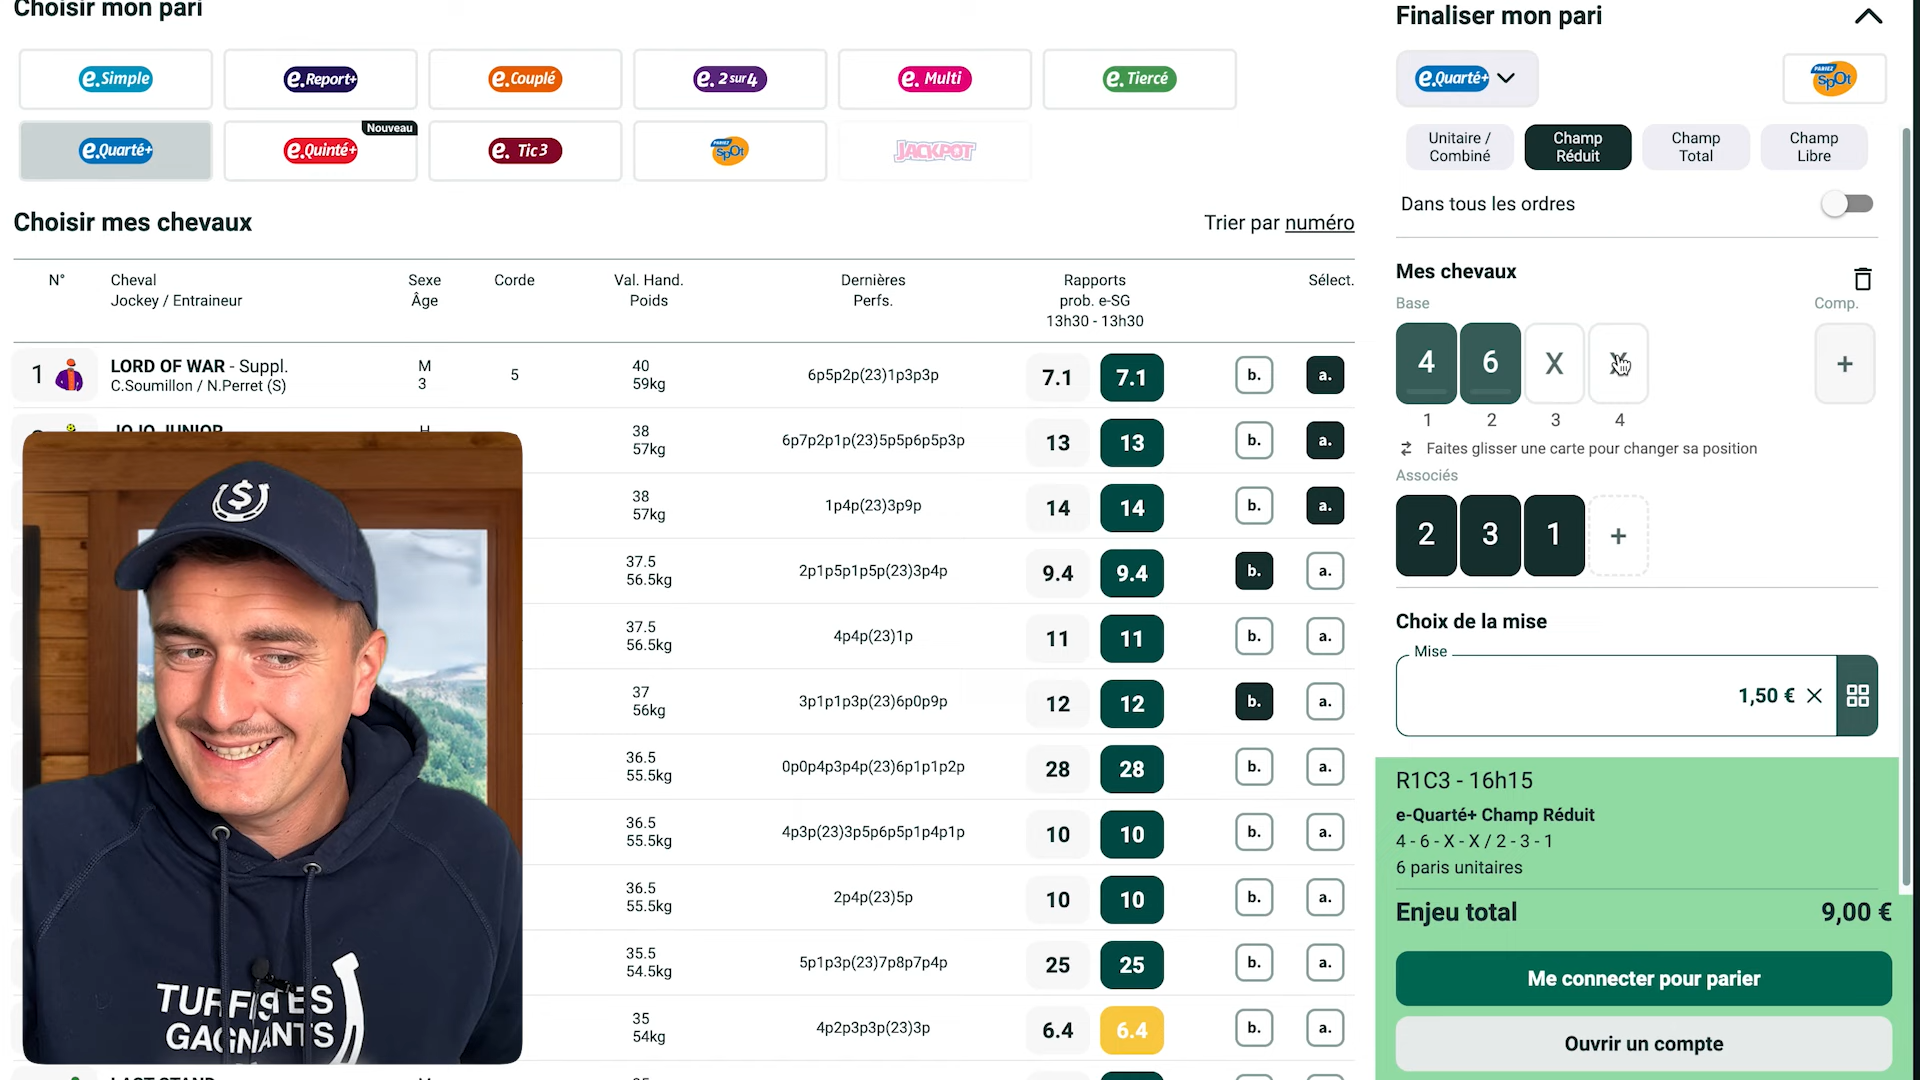 Choisir mon pari
e.Simple
e.Report+
e.Couplé
e. 2 sur 4
e. Multi
e.Tiercé
e.Quarté+
e.Quinté+
Nouveau
e. Tic 3
PARIEZ spOt
JACKPOT
Choisir mes chevaux
Trier par numéro
N°
Cheval
Jockey / Entraineur
Sexe
Âge
Corde
Val. Hand.
Poids
Dernières
Perfs.
Rapports
prob. e-SG
13h30 - 13h30
Sélect.
1
LORD OF WAR - Suppl.
C.Soumillon / N.Perret (S)
M
3
5
40
59kg
6p5p2p(23)1p3p3p
7.1 7.1 b. a.
JOJO JUNIOR
H
38
57kg
6p7p2p1p(23)5p5p6p5p3p
13 13 b. a.
38
57kg
1p4p(23)3p9p
14 14 b. a.
37.5
56.5kg
2p1p5p1p5p(23)3p4p
9.4 9.4 b. a.
37.5
56.5kg
4p4p(23)1p
11 11 b. a.
37
56kg
3p1p1p3p(23)6p0p9p
12 12 b. a.
36.5
55.5kg
0p0p4p3p4p(23)6p1p1p2p
28 28 b. a.
36.5
55.5kg
4p3p(23)3p5p6p5p1p4p1p
10 10 b. a.
36.5
55.5kg
2p4p(23)5p
10 10 b. a.
35.5
54.5kg
5p1p3p(23)7p8p7p4p
25 25 b. a.
35
54kg
4p2p3p3p(23)3p
6.4 6.4 b. a.
LAST STAND
$
TURFISTES
GAGNANTS
Finaliser mon pari
e.Quarté+
PARIEZ spOt
Unitaire /
Combiné
Champ
Réduit
Champ
Total
Champ
Libre
Dans tous les ordres
Mes chevaux
Base
Comp.
4 6 X X +
1 2 3 4
Faites glisser une carte pour changer sa position
Associés
2 3 1 +
Choix de la mise
Mise
1,50 €
R1C3 - 16h15
e-Quarté+ Champ Réduit
4 - 6 - X - X / 2 - 3 - 1
6 paris unitaires
Enjeu total
9,00 €
Me connecter pour parier
Ouvrir un compte